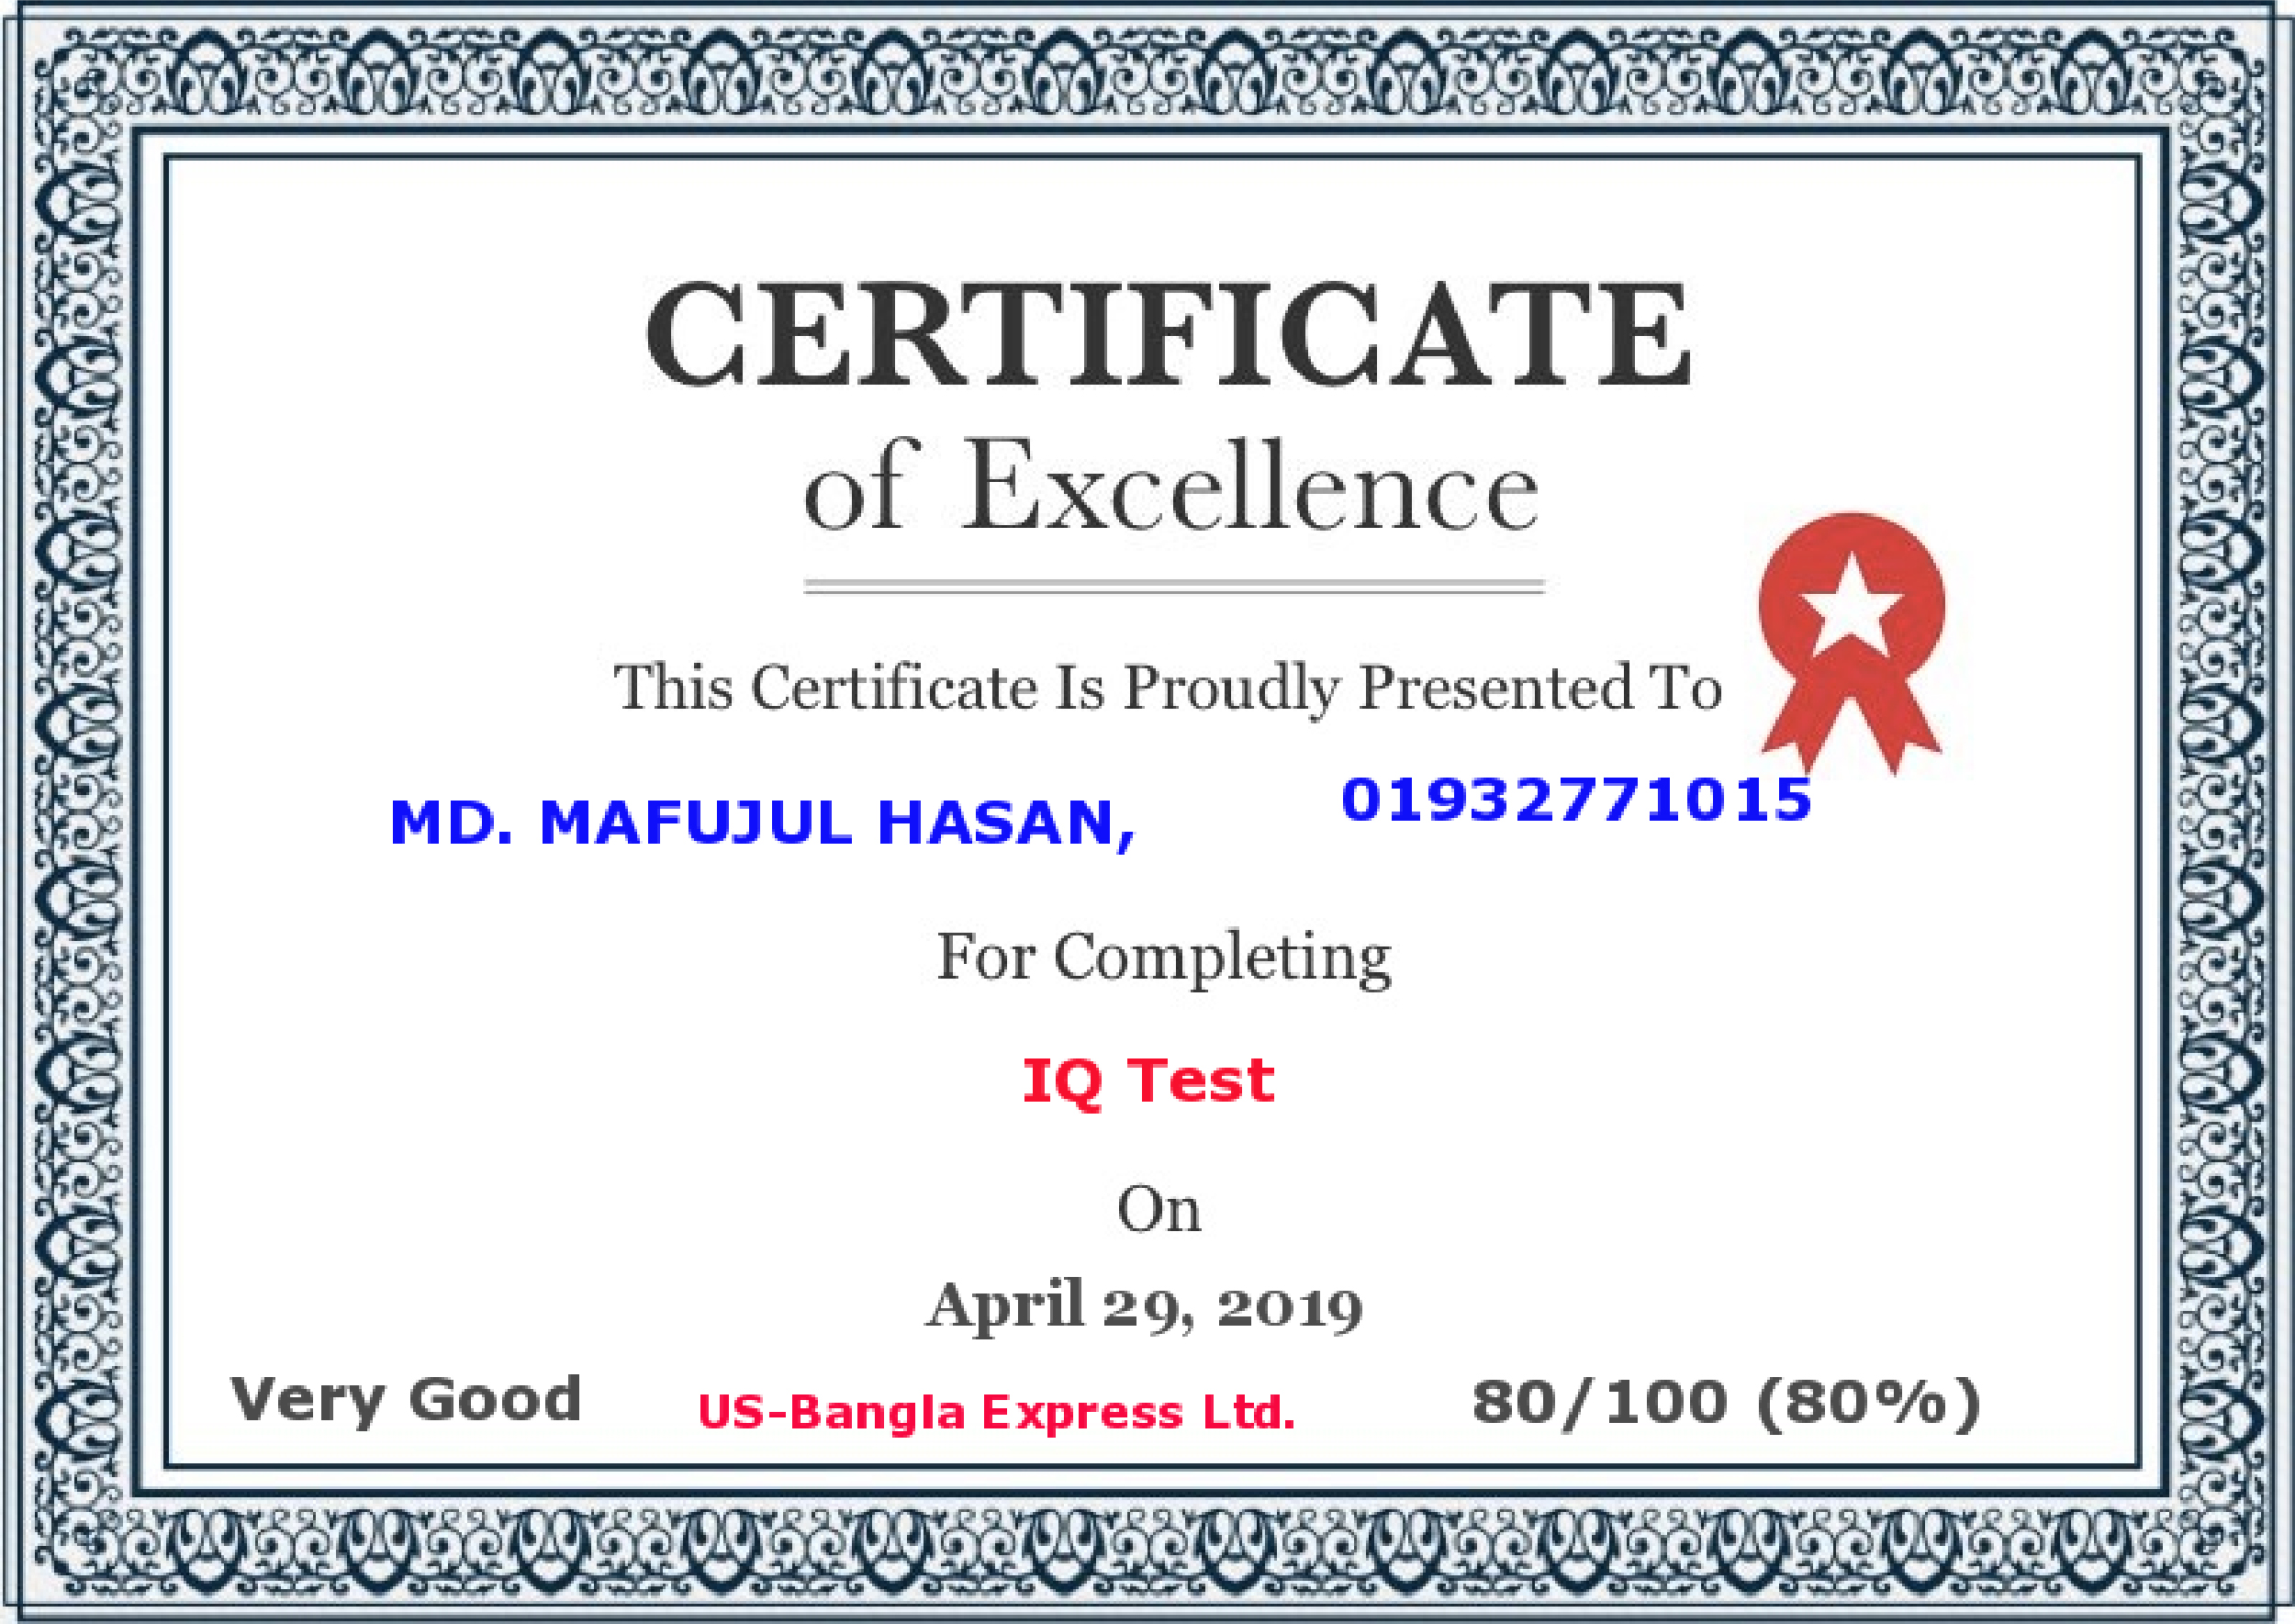 CERTIFICATE
of Excellence
This Certificate Is Proudly Presented To
MD. MAFUJUL HASAN, 01932771015
For Completing
IQ Test
On
April 29, 2019
Very Good US-Bangla Express Ltd. 80/100 (80%)